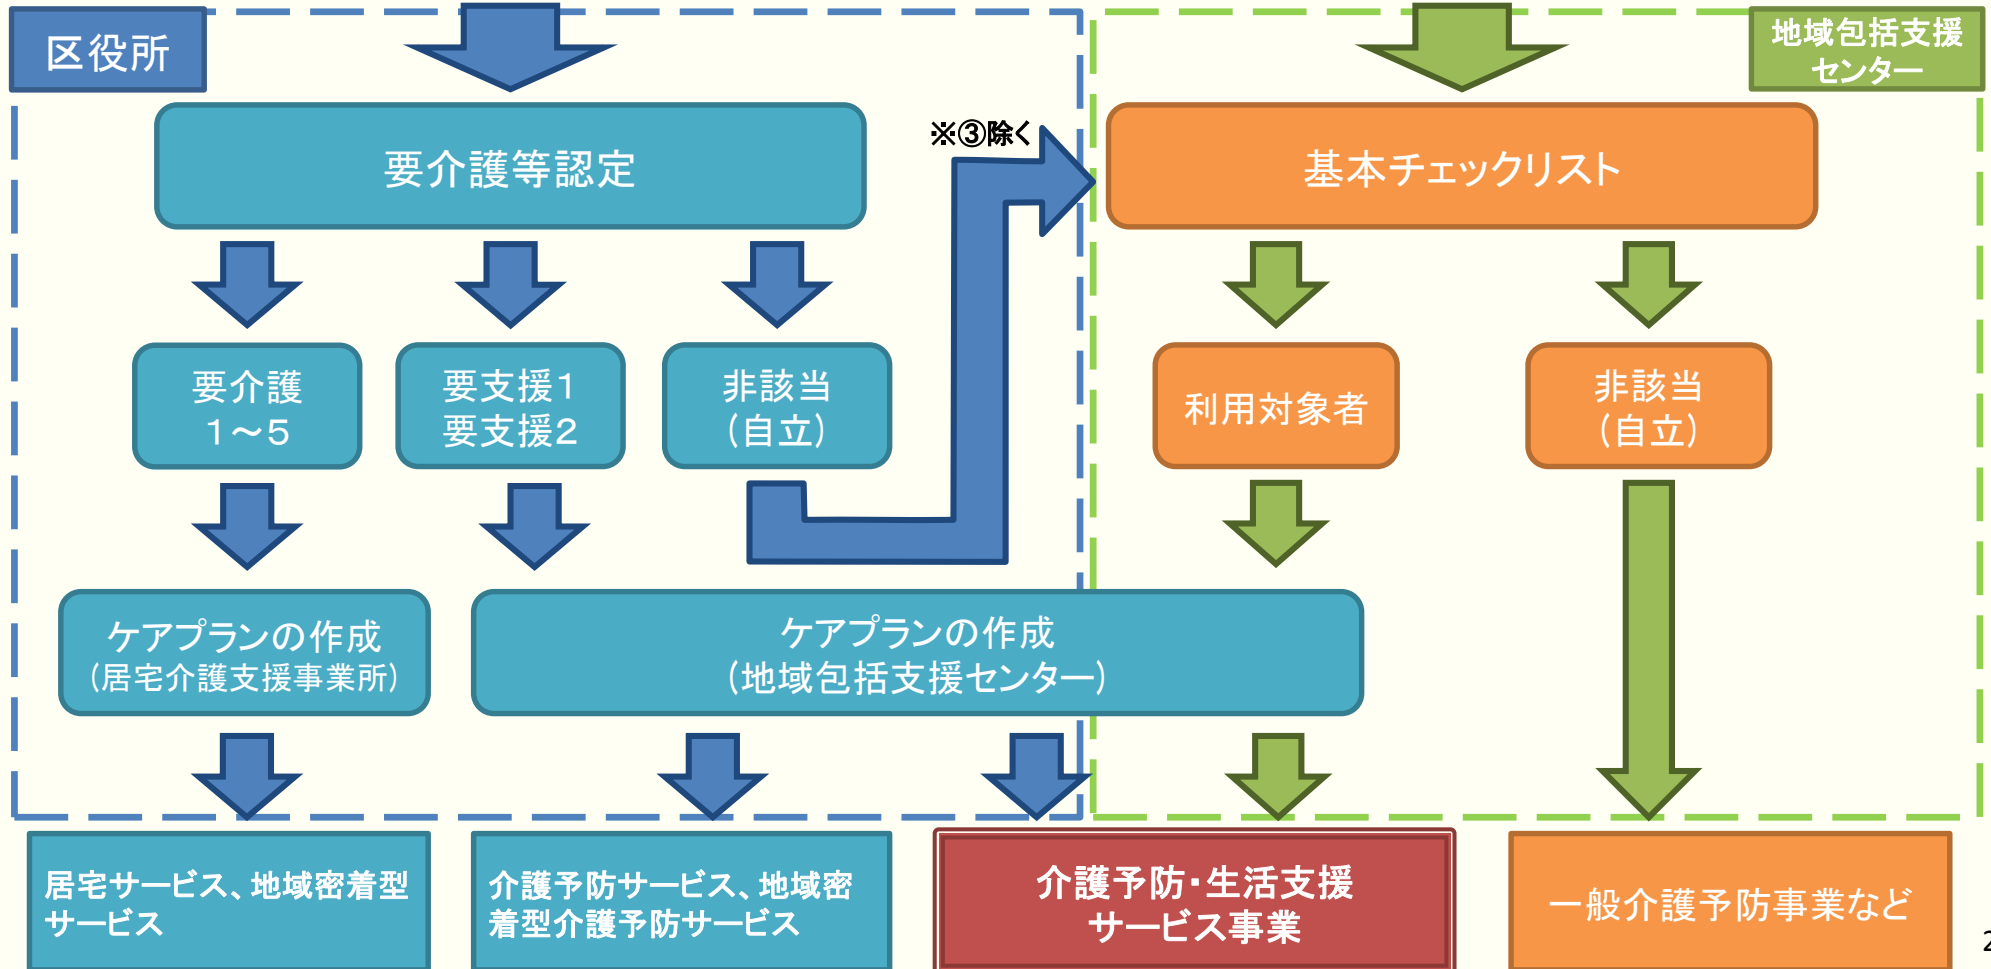 区役所
地域包括支援
センター
※③除く
要介護等認定
基本チェックリスト
要介護
1～5
要支援1
要支援2
非該当
(自立)
利用対象者
非該当
(自立)
ケアプランの作成
(居宅介護支援事業所)
ケアプランの作成
(地域包括支援センター)
居宅サービス、地域密着型
サービス
介護予防サービス、地域密
着型介護予防サービス
介護予防・生活支援
サービス事業
一般介護予防事業など
2